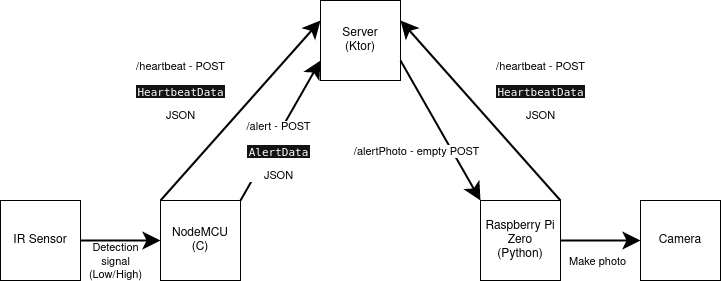 Server
(Ktor)
/heartbeat - POST
HeartbeatData
JSON
/heartbeat - POST
HeartbeatData
JSON
/alert - POST
AlertData
JSON
/alertPhoto - empty POST
IR Sensor
Detection
signal
(Low/High)
NodeMCU
(C)
Raspberry Pi
Zero
(Python)
Make photo
Camera